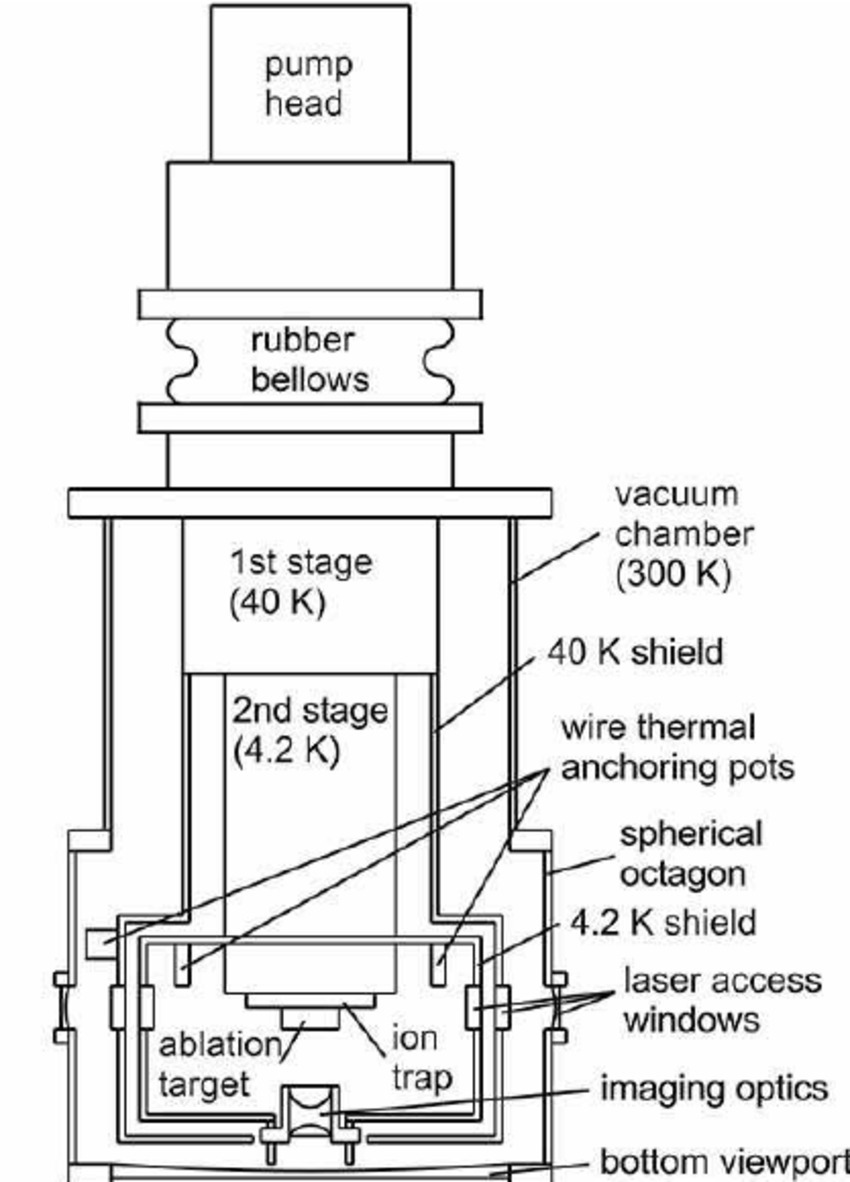 pump
head
rubber
bellows
vacuum
chamber
(300 K)
1st stage
(40 K)
40 K shield
2nd stage
(4.2 K)
wire thermal
anchoring pots
spherical
octagon
4.2 K shield
laser access
windows
ablation
target
ion
trap
imaging optics
bottom viewport